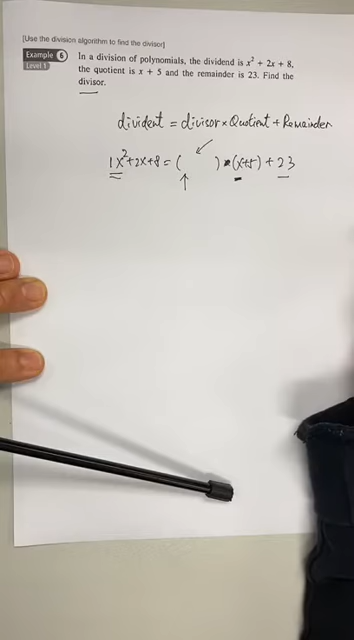 [Use the division algorithm to find the divisor]
Example 6 In a division of polynomials, the dividend is x² + 2x + 8,
Level 1 the quotient is x + 5 and the remainder is 23. Find the
divisor.
divident = divisor × Quotient + Remainder
1x²+2x+8 = ( ) • (x+5) + 23